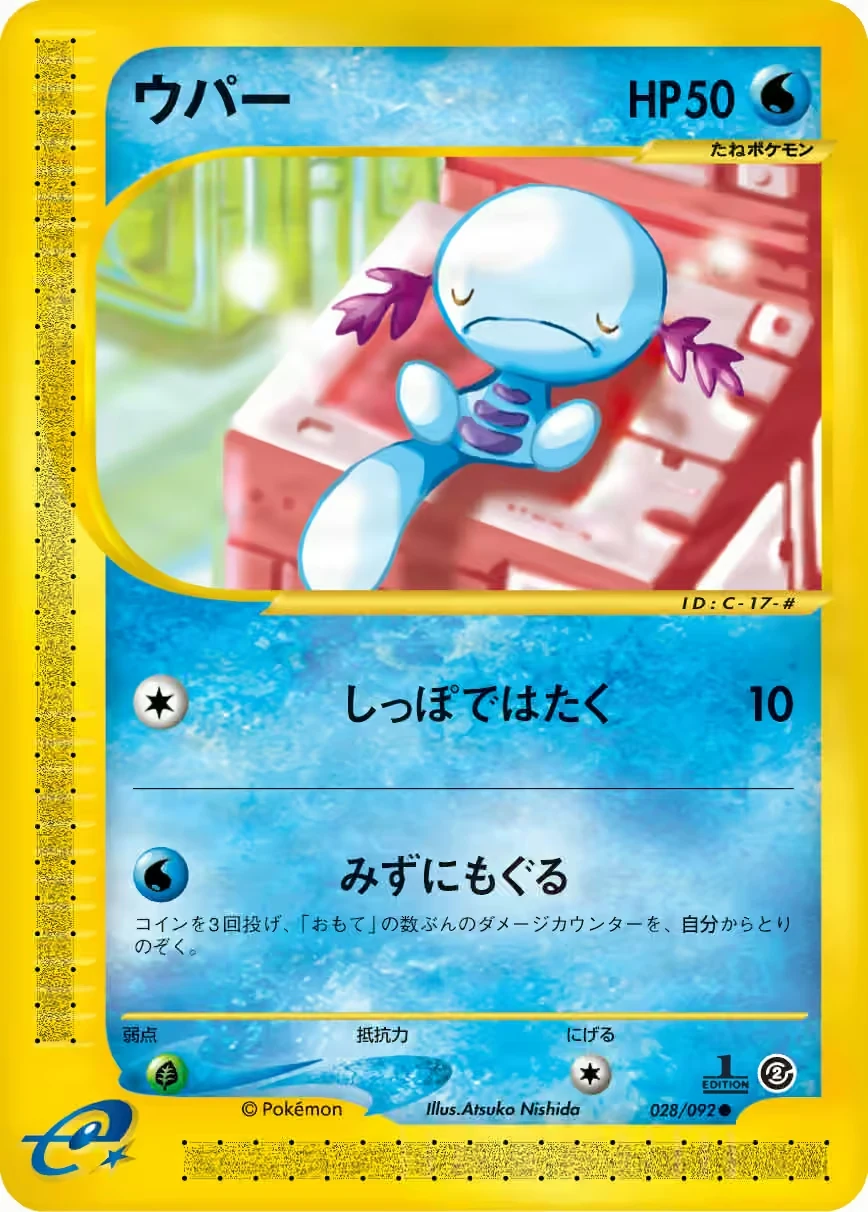 ウパー
HP50
たねポケモン
ID:C-17-#
しっぽではたく 10
みずにもぐる
コインを3回投げ、「おもて」の数ぶんのダメージカウンターを、自分からとり
のぞく。
弱点 抵抗力 にげる
1 EDITION 2
© Pokémon Illus.Atsuko Nishida 028/092●
e